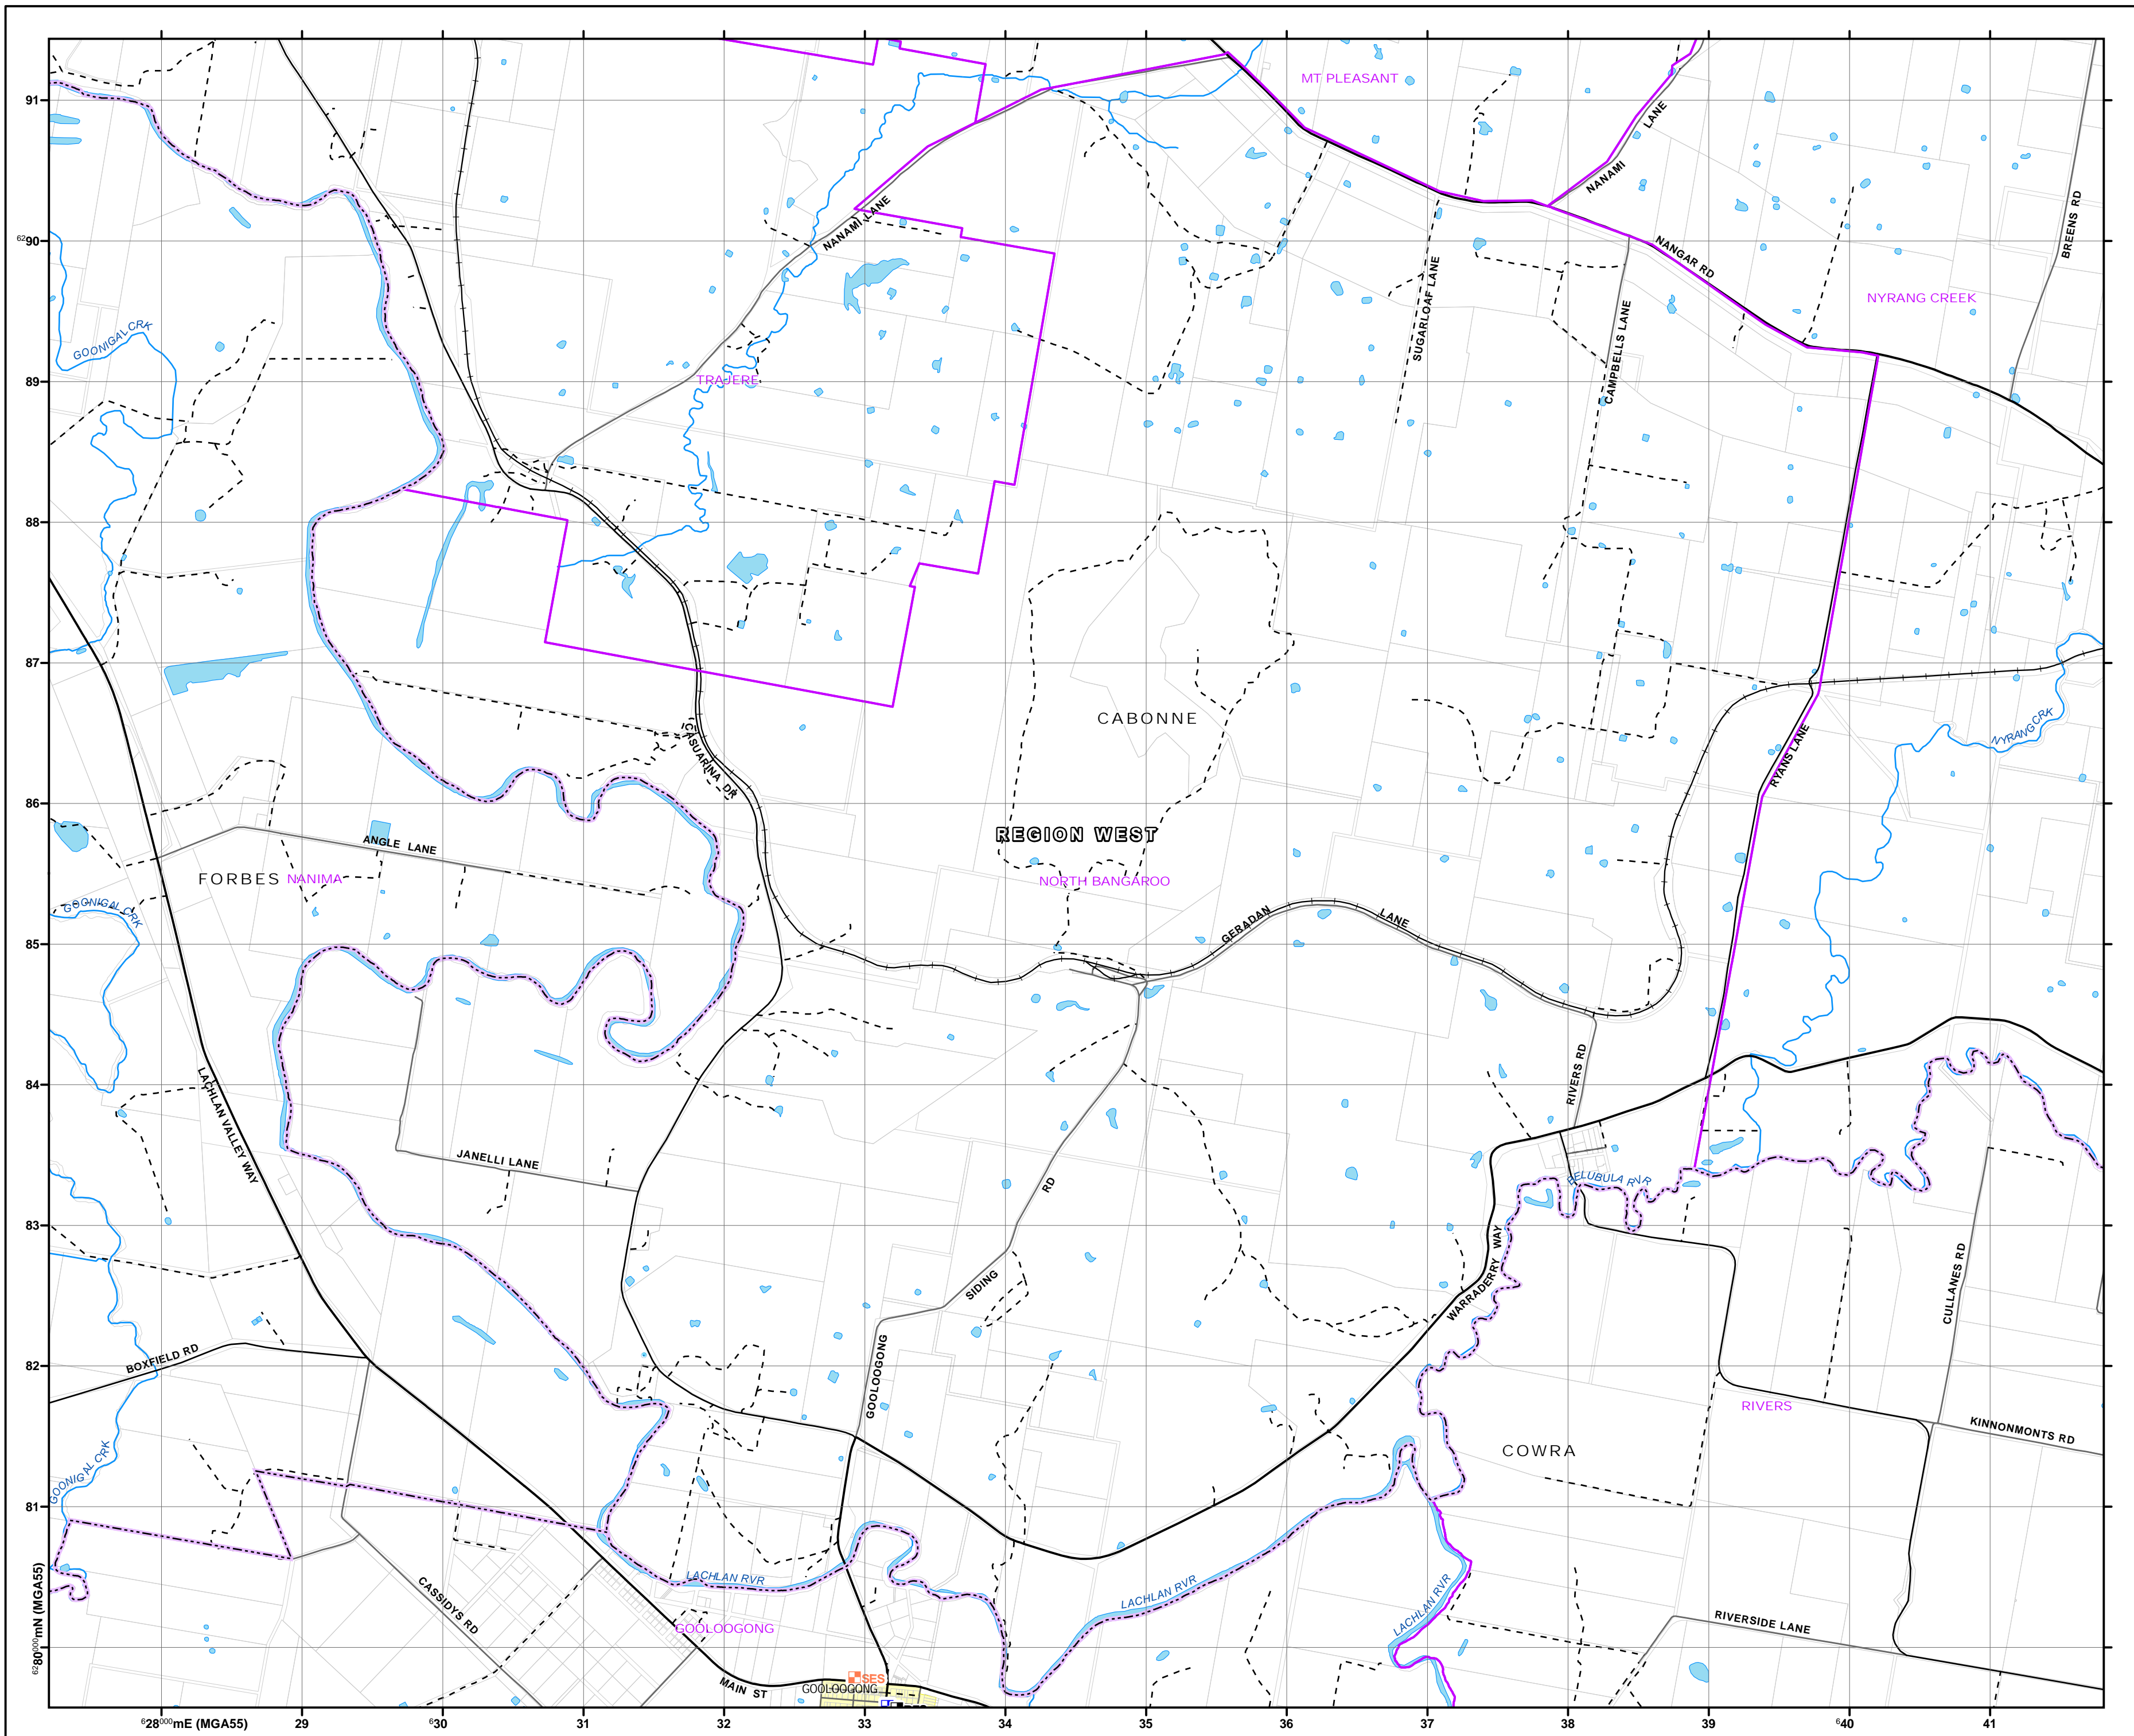 MT PLEASANT
91
LANE
NANAMI
BREENS RD
NANAMI LANE
6290
NANGAR RD
SUGARLOAF LANE
NYRANG CREEK
GOONIGAL CRK
CAMPBELLS LANE
89
TRAJERE
88
87
CABONNE
NYRANG CRK
CASUARINA DR
RYANS LANE
86
REGION WEST
ANGLE LANE
FORBES
NANIMA
NORTH BANGAROO
GOONIGAL CRK
GERADAN
LANE
85
84
RIVERS RD
LACHLAN VALLEY WAY
JANELLI LANE
BELUBULA RVR
RD
83
WARRADERRY WAY
CULLANES RD
SIDING
BOXFIELD RD
82
GOOLOOGONG
RIVERS
KINNONMONTS RD
COWRA
GOONIGAL CRK
81
LACHLAN RVR
LACHLAN RVR
LACHLAN RVR
CASSIDYS RD
RIVERSIDE LANE
GOOLOOGONG
6280000mN (MGA55)
SES
GOOLOOGONG
MAIN ST
628000mE (MGA55)
29
630
31
32
33
34
35
36
37
38
39
640
41